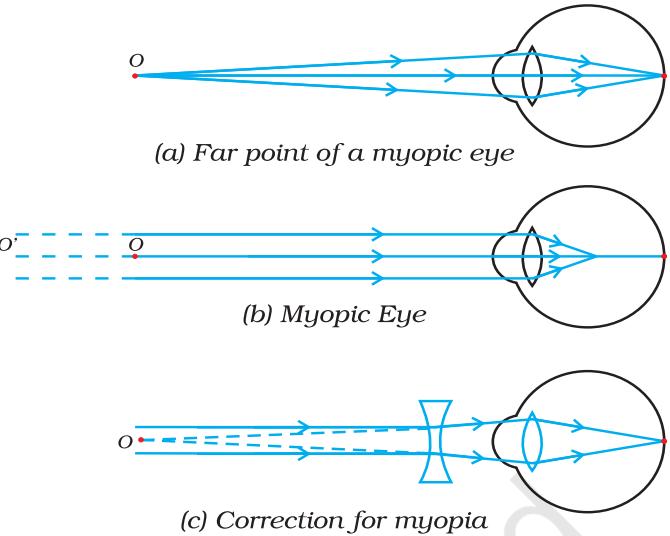 O
(a) Far point of a myopic eye
O'
O
(b) Myopic Eye
O
(c) Correction for myopia